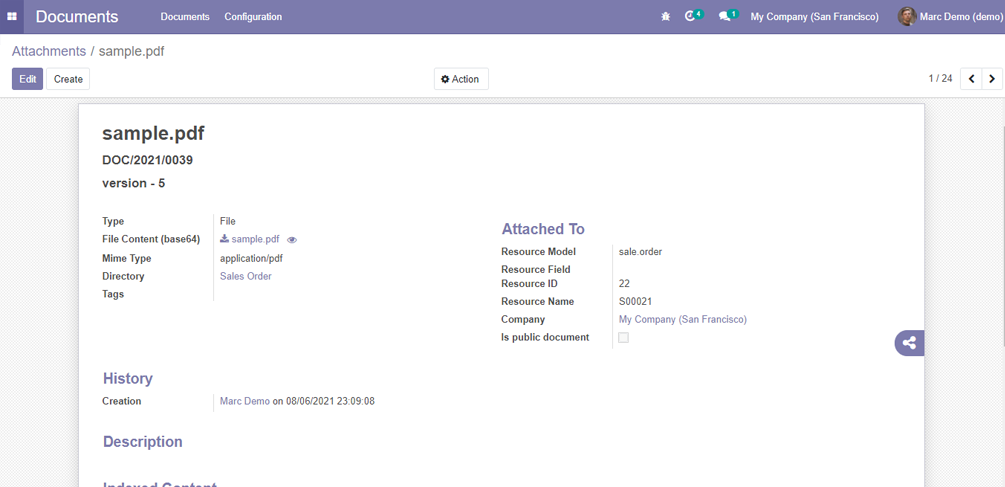 Documents Documents Configuration 4 1 My Company (San Francisco) Marc Demo (demo)
Attachments / sample.pdf
Edit Create Action 1 / 24
sample.pdf
DOC/2021/0039
version - 5
Type File
File Content (base64) sample.pdf
Mime Type application/pdf
Directory Sales Order
Tags
Attached To
Resource Model sale.order
Resource Field
Resource ID 22
Resource Name S00021
Company My Company (San Francisco)
Is public document
History
Creation Marc Demo on 08/06/2021 23:09:08
Description
Indexed Content